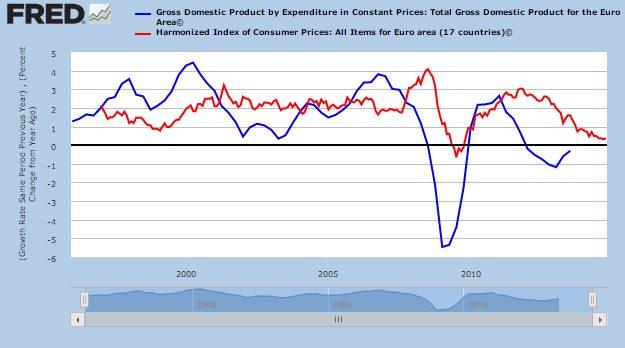 FRED
Gross Domestic Product by Expenditure in Constant Prices: Total Gross Domestic Product for the Euro
Area©
Harmonized Index of Consumer Prices: All Items for Euro area (17 countries)©
(Growth Rate Same Period Previous Year) , (Percent
Change from Year Ago)
5
4
3
2
1
0
-1
-2
-3
-4
-5
-6
2000 2005 2010
2000 2005 2010